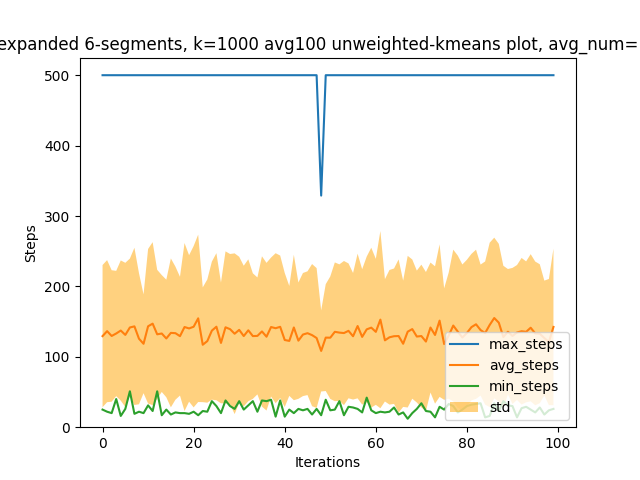 expanded 6-segments, k=1000 avg100 unweighted-kmeans plot, avg_num=
500
400
300
200
100
0
Steps
0 20 40 60 80 100
Iterations
max_steps
avg_steps
min_steps
std